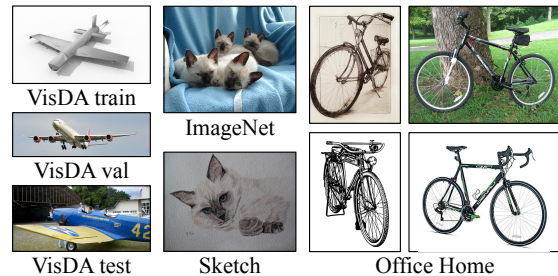 VisDA train
VisDA val
42
VisDA test
ImageNet
Sketch
Office Home